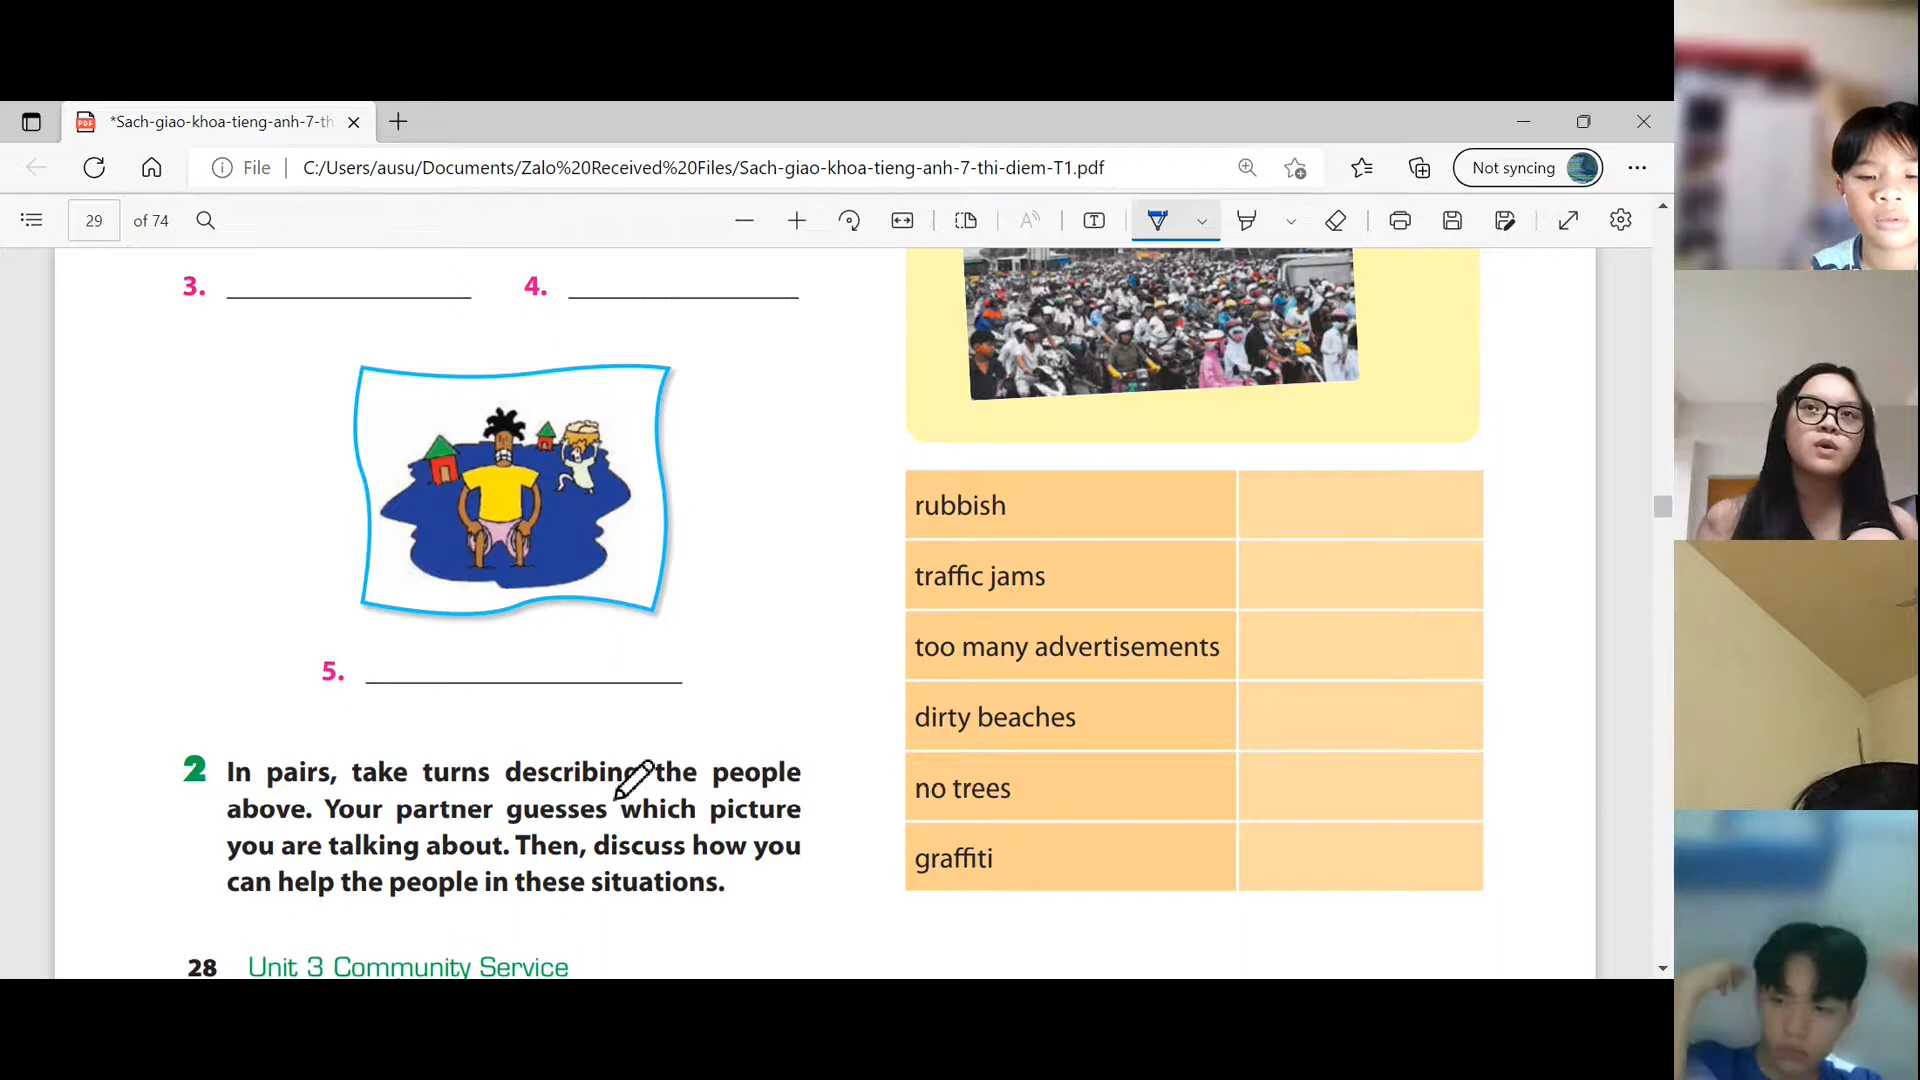 *Sach-giao-khoa-tieng-anh-7-th
File
C:/Users/ausu/Documents/Zalo%20Received%20Files/Sach-giao-khoa-tieng-anh-7-thi-diem-T1.pdf
Not syncing
29 of 74
3. 4.
5.
2 In pairs, take turns describing the people
above. Your partner guesses which picture
you are talking about. Then, discuss how you
can help the people in these situations.
28 Unit 3 Community Service
rubbish
traffic jams
too many advertisements
dirty beaches
no trees
graffiti